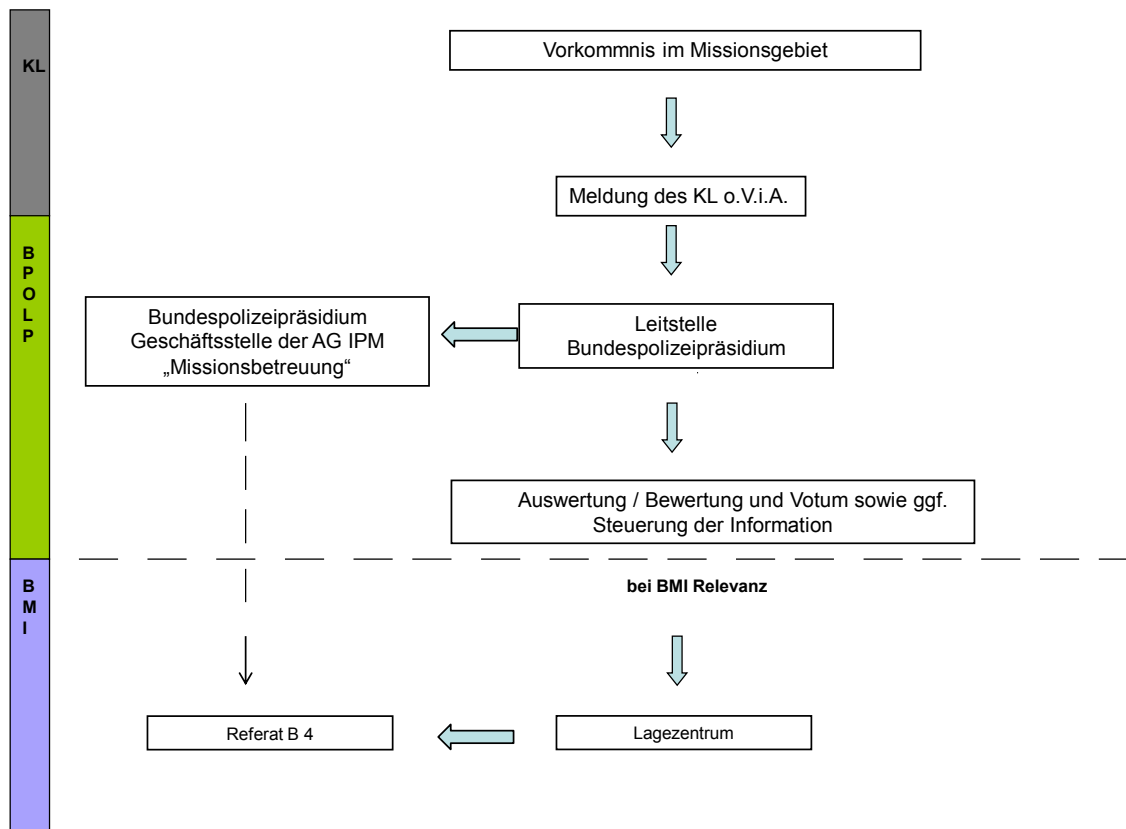 KL
Vorkommnis im Missionsgebiet
Meldung des KL o.V.i.A.
B
P
O
L
P
Bundespolizeipräsidium
Geschäftsstelle der AG IPM
„Missionsbetreuung“
Leitstelle
Bundespolizeipräsidium
Auswertung / Bewertung und Votum sowie ggf.
Steuerung der Information
B
M
I
bei BMI Relevanz
Referat B 4
Lagezentrum